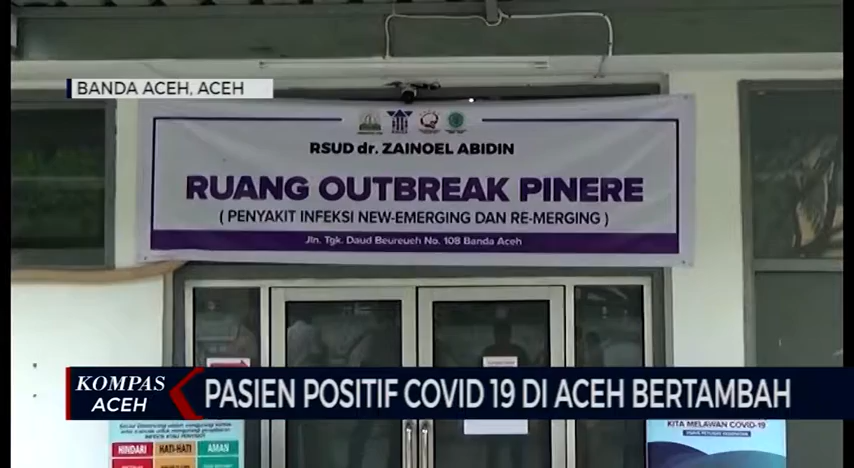 BANDA ACEH, ACEH
RSUD dr. ZAINOEL ABIDIN
RUANG OUTBREAK PINERE
( PENYAKIT INFEKSI NEW-EMERGING DAN RE-MERGING )
Jln. Tgk. Daud Beureueh No. 108 Banda Aceh
KOMPAS
ACEH
PASIEN POSITIF COVID 19 DI ACEH BERTAMBAH
KITA MELAWAN COVID-19
HINDARI HATI-HATI AMAN